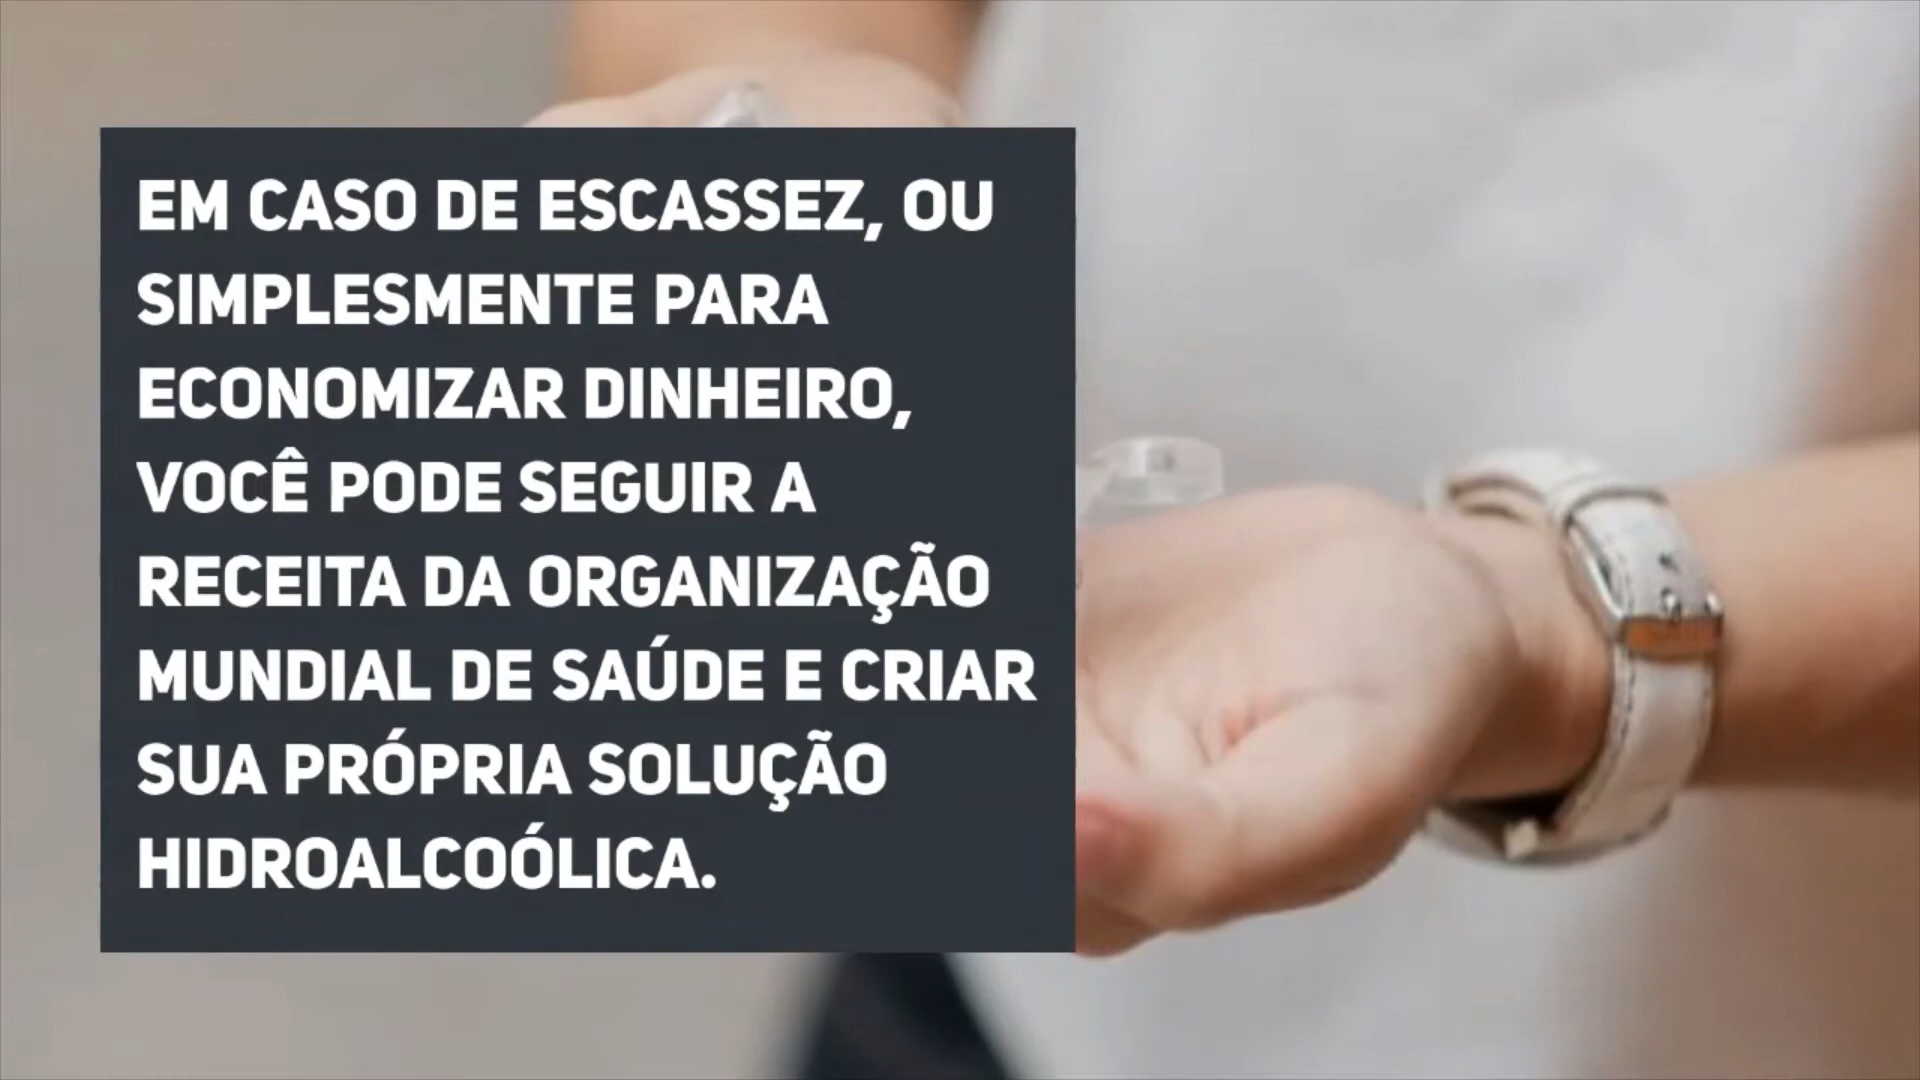 EM CASO DE ESCASSEZ, OU
SIMPLESMENTE PARA
ECONOMIZAR DINHEIRO,
VOCÊ PODE SEGUIR A
RECEITA DA ORGANIZAÇÃO
MUNDIAL DE SAÚDE E CRIAR
SUA PRÓPRIA SOLUÇÃO
HIDROALCOÓLICA.